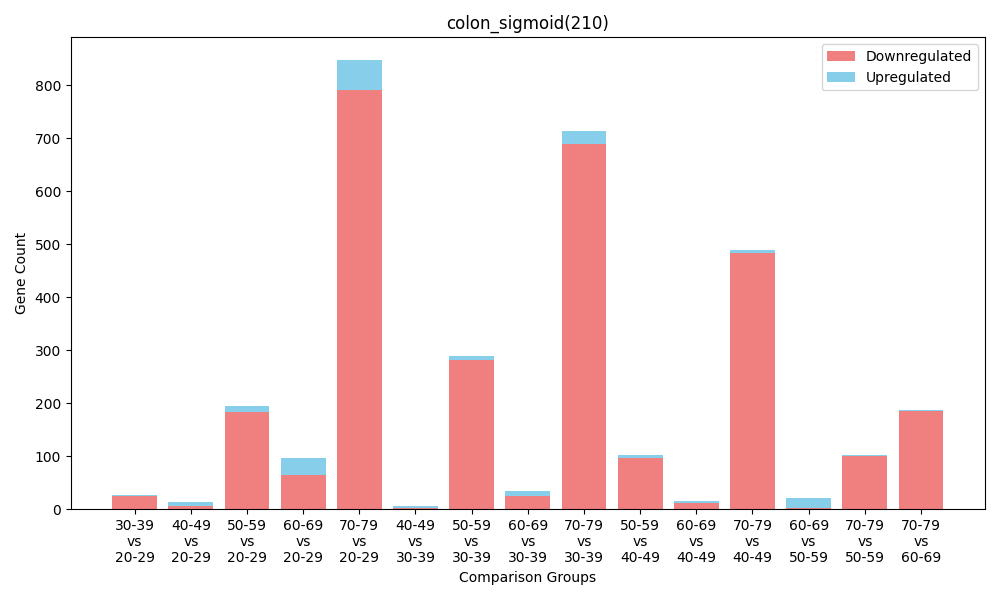 colon_sigmoid(210)
Downregulated
Upregulated
Gene Count
800
700
600
500
400
300
200
100
0
30-39 40-49 50-59 60-69 70-79 40-49 50-59 60-69 70-79 50-59 60-69 70-79 60-69 70-79 70-79
vs vs vs vs vs vs vs vs vs vs vs vs vs vs vs
20-29 20-29 20-29 20-29 20-29 30-39 30-39 30-39 30-39 40-49 40-49 40-49 50-59 50-59 60-69
Comparison Groups